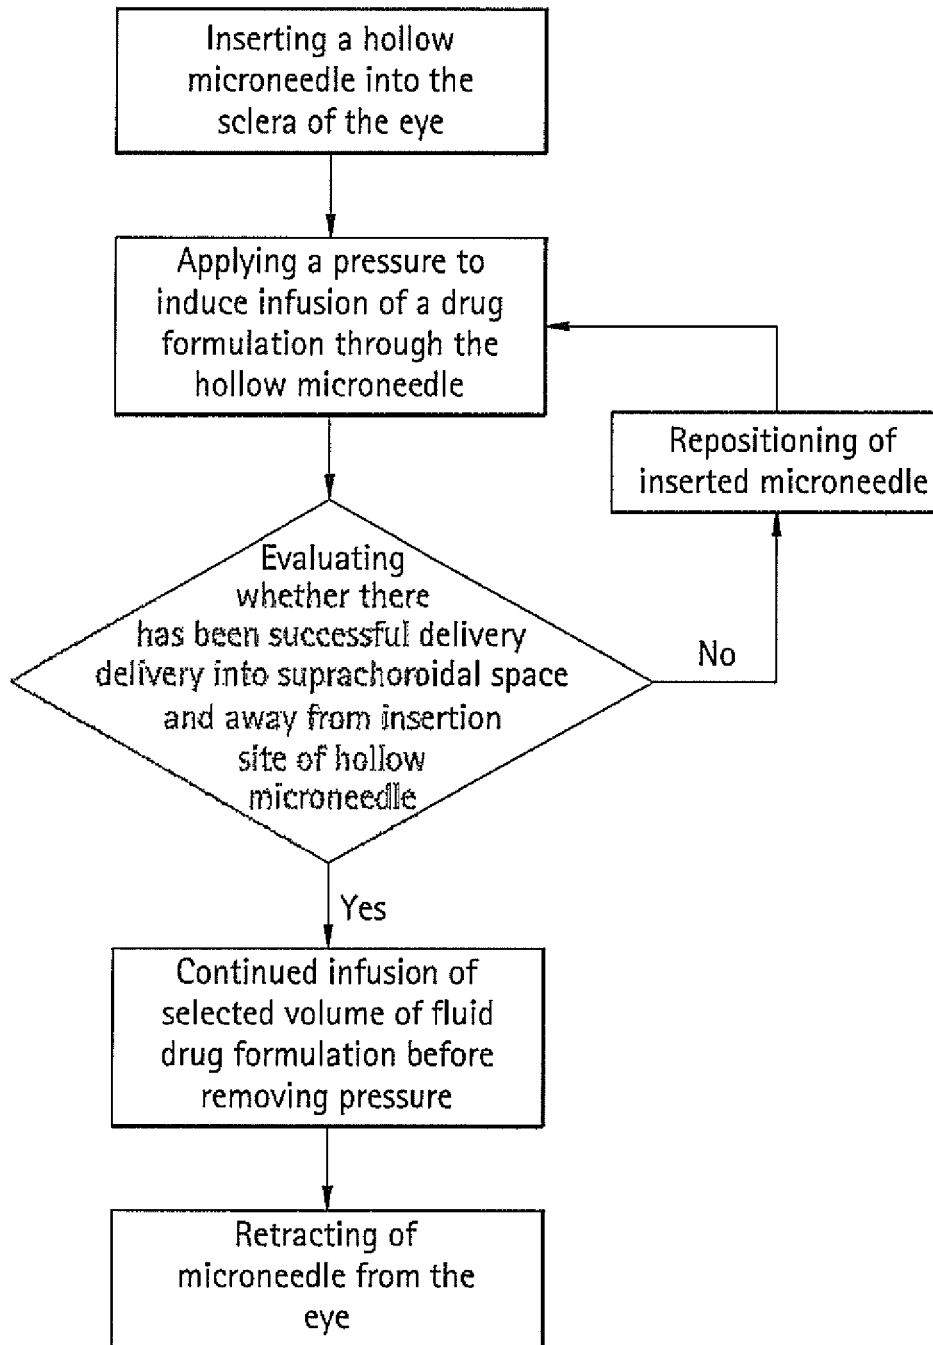 Inserting a hollow
microneedle into the
sclera of the eye
Applying a pressure to
induce infusion of a drug
formulation through the
hollow microneedle
Repositioning of
inserted microneedle
Evaluating
whether there
has been successful delivery
delivery into suprachoroidal space
and away from insertion
site of hollow
microneedle
No
Yes
Continued infusion of
selected volume of fluid
drug formulation before
removing pressure
Retracting of
microneedle from the
eye